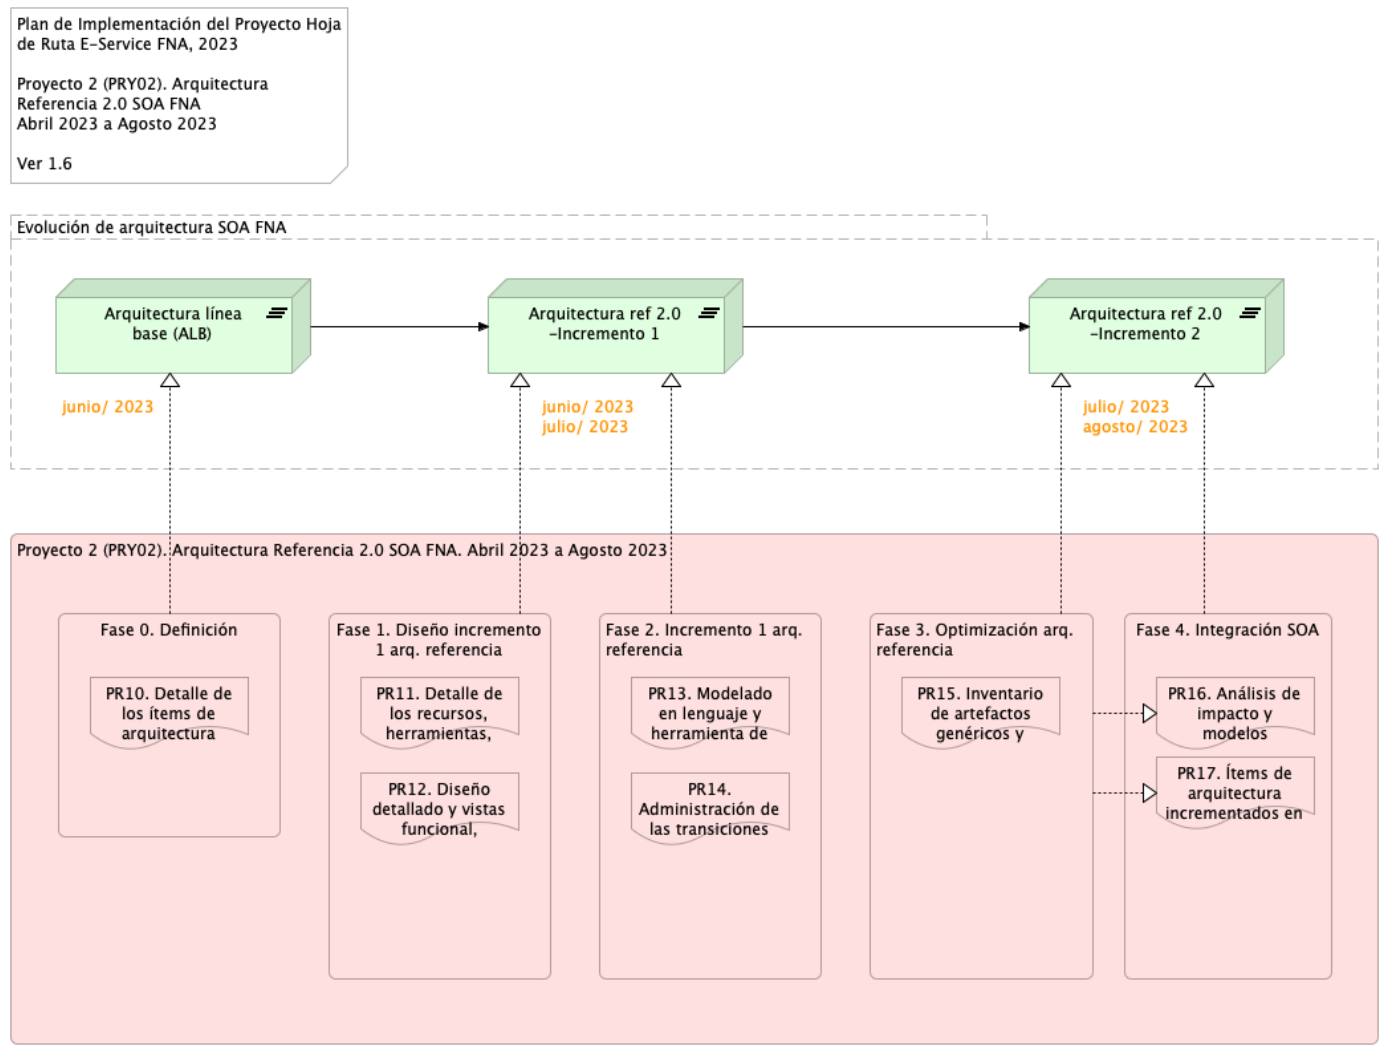 Plan de Implementación del Proyecto Hoja
de Ruta E-Service FNA, 2023
Proyecto 2 (PRY02). Arquitectura
Referencia 2.0 SOA FNA
Abril 2023 a Agosto 2023
Ver 1.6
Evolución de arquitectura SOA FNA
Arquitectura línea
base (ALB)
Arquitectura ref 2.0
-Incremento 1
Arquitectura ref 2.0
-Incremento 2
junio/ 2023
junio/ 2023
julio/ 2023
julio/ 2023
agosto/ 2023
Proyecto 2 (PRY02). Arquitectura Referencia 2.0 SOA FNA. Abril 2023 a Agosto 2023
Fase 0. Definición
PR10. Detalle de
los ítems de
arquitectura
Fase 1. Diseño incremento
1 arq. referencia
PR11. Detalle de
los recursos,
herramientas,
PR12. Diseño
detallado y vistas
funcional,
Fase 2. Incremento 1 arq.
referencia
PR13. Modelado
en lenguaje y
herramienta de
PR14.
Administración de
las transiciones
Fase 3. Optimización arq.
referencia
PR15. Inventario
de artefactos
genéricos y
Fase 4. Integración SOA
PR16. Análisis de
impacto y
modelos
PR17. Ítems de
arquitectura
incrementados en